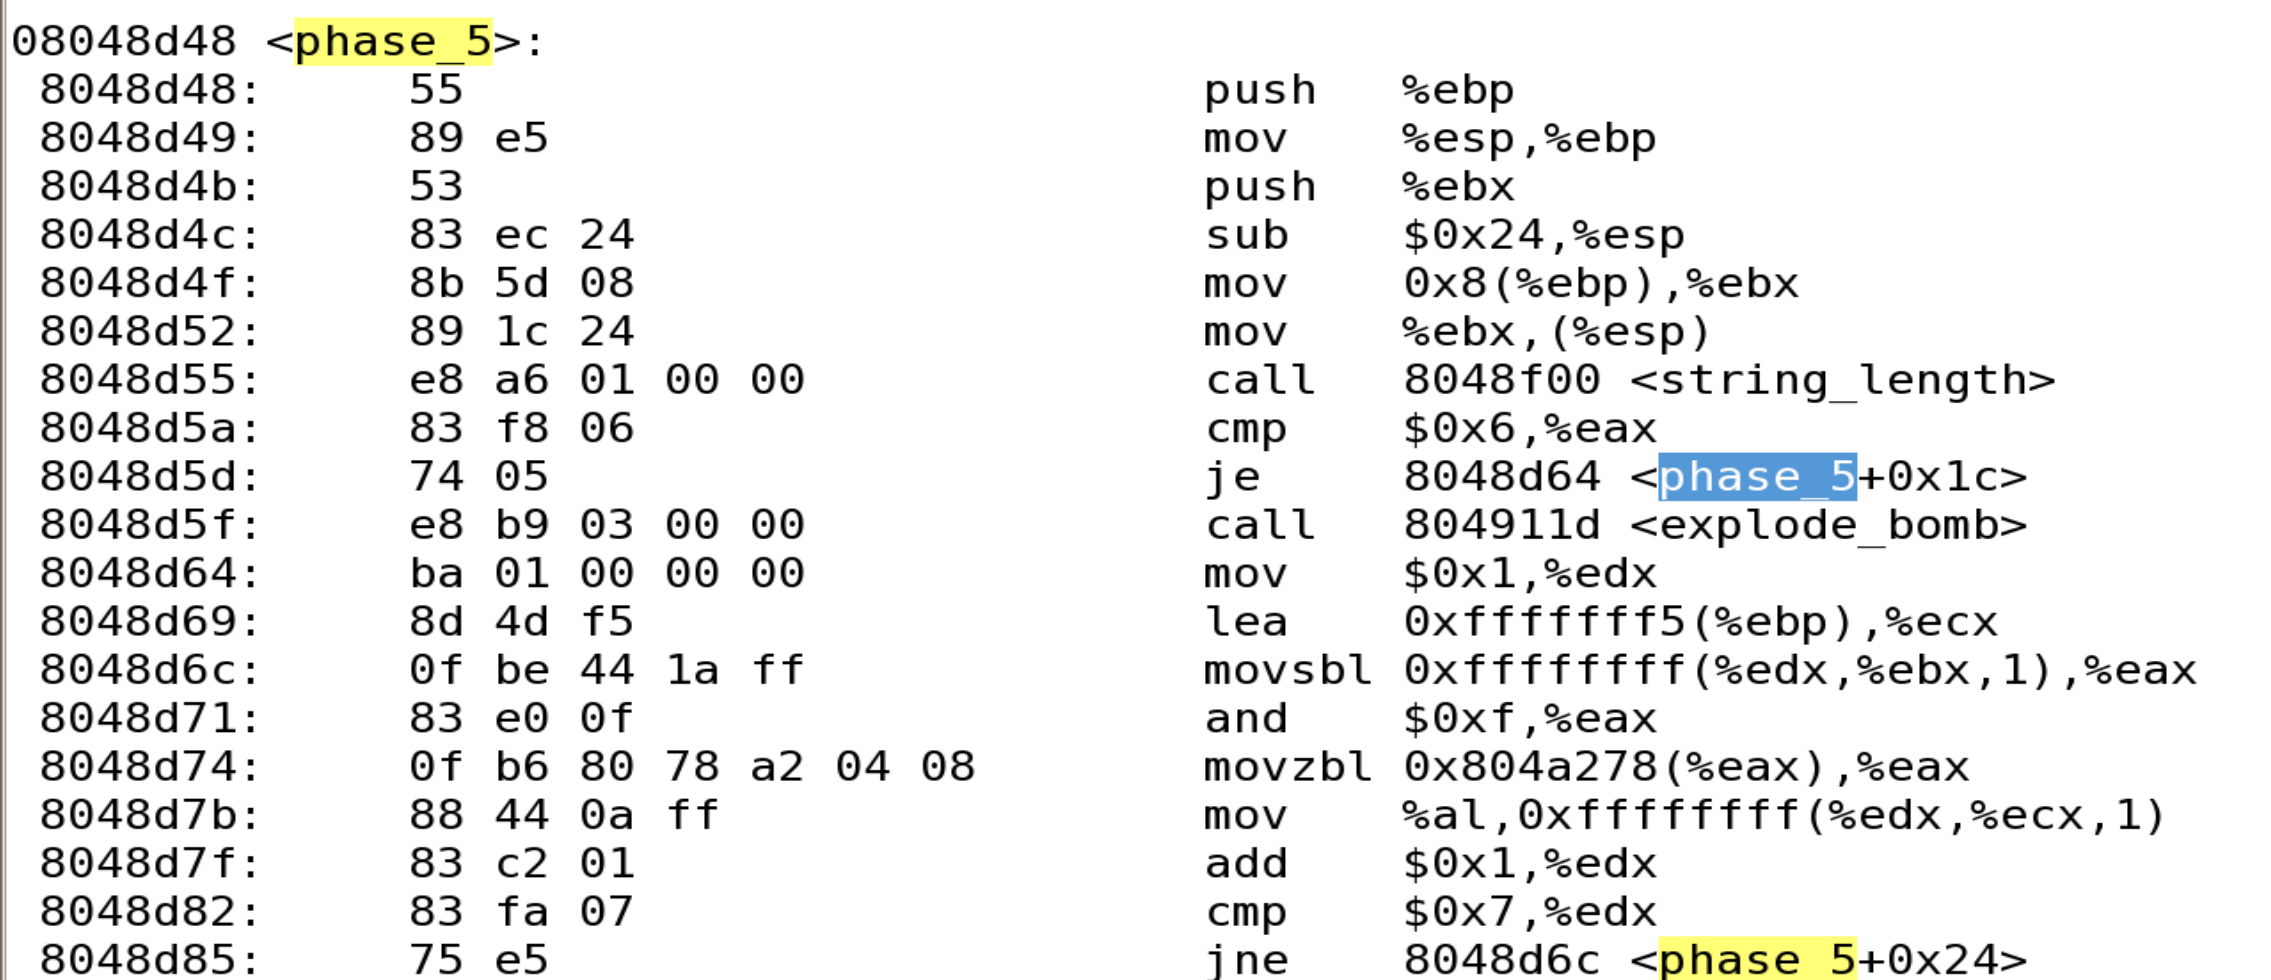 08048d48 <phase_5>:
8048d48: 55 push %ebp
8048d49: 89 e5 mov %esp,%ebp
8048d4b: 53 push %ebx
8048d4c: 83 ec 24 sub $0x24,%esp
8048d4f: 8b 5d 08 mov 0x8(%ebp),%ebx
8048d52: 89 1c 24 mov %ebx,(%esp)
8048d55: e8 a6 01 00 00 call 8048f00 <string_length>
8048d5a: 83 f8 06 cmp $0x6,%eax
8048d5d: 74 05 je 8048d64 <phase_5+0x1c>
8048d5f: e8 b9 03 00 00 call 804911d <explode_bomb>
8048d64: ba 01 00 00 00 mov $0x1,%edx
8048d69: 8d 4d f5 lea 0xfffffff5(%ebp),%ecx
8048d6c: 0f be 44 1a ff movsbl 0xffffffff(%edx,%ebx,1),%eax
8048d71: 83 e0 0f and $0xf,%eax
8048d74: 0f b6 80 78 a2 04 08 movzbl 0x804a278(%eax),%eax
8048d7b: 88 44 0a ff mov %al,0xffffffff(%edx,%ecx,1)
8048d7f: 83 c2 01 add $0x1,%edx
8048d82: 83 fa 07 cmp $0x7,%edx
8048d85: 75 e5 jne 8048d6c <phase_5+0x24>